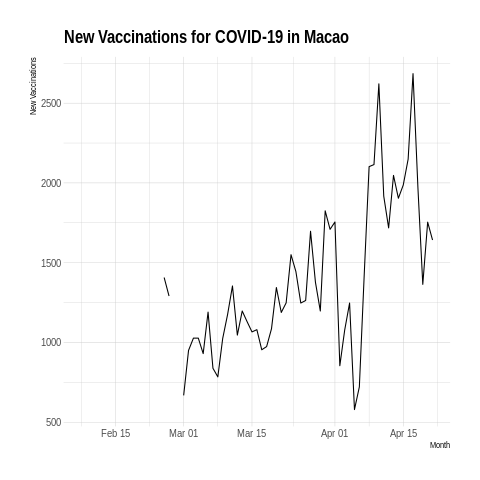 New Vaccinations for COVID-19 in Macao
New Vaccinations
2500
2000
1500
1000
500
Feb 15 Mar 01 Mar 15 Apr 01 Apr 15
Month